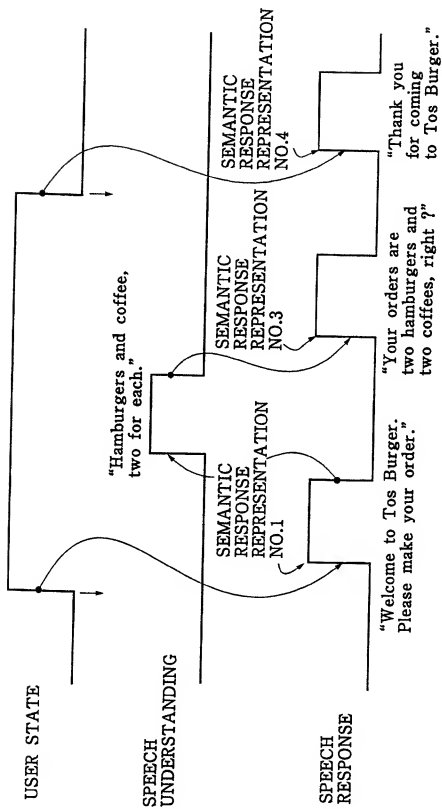 USER STATE
SPEECH
UNDERSTANDING
"Hamburgers and coffee,
two for each."
SPEECH
RESPONSE
SEMANTIC
RESPONSE
REPRESENTATION
NO.1
"Welcome to Tos Burger.
Please make your order."
SEMANTIC
RESPONSE
REPRESENTATION
NO.3
"Your orders are
two hamburgers and
two coffees, right ?"
SEMANTIC
RESPONSE
REPRESENTATION
NO.4
"Thank you
for coming
to Tos Burger."